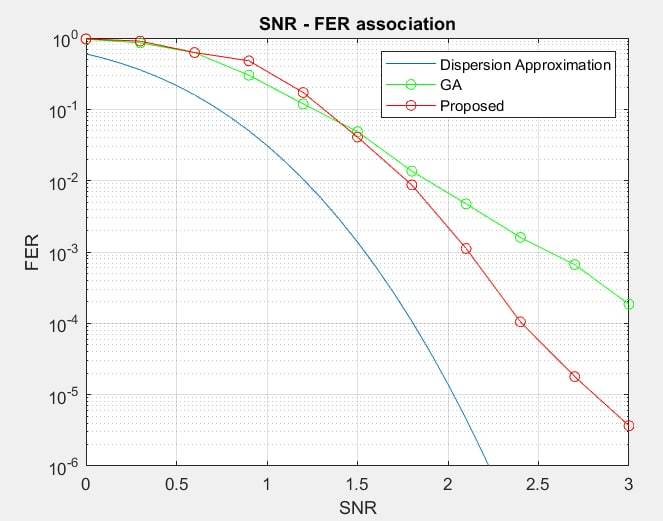 SNR - FER association
10^0
10^-1
10^-2
10^-3
10^-4
10^-5
10^-6
FER
Dispersion Approximation
GA
Proposed
0 0.5 1 1.5 2 2.5 3
SNR